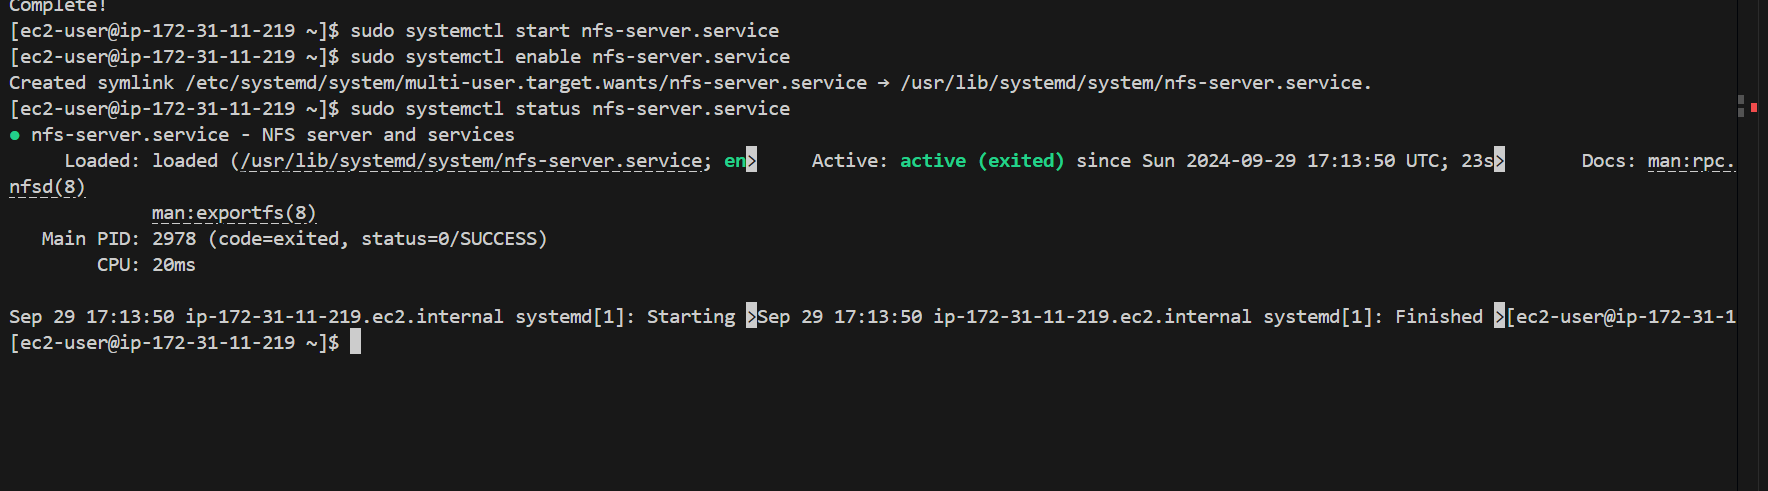 Complete!
[ec2-user@ip-172-31-11-219 ~]$ sudo systemctl start nfs-server.service
[ec2-user@ip-172-31-11-219 ~]$ sudo systemctl enable nfs-server.service
Created symlink /etc/systemd/system/multi-user.target.wants/nfs-server.service → /usr/lib/systemd/system/nfs-server.service.
[ec2-user@ip-172-31-11-219 ~]$ sudo systemctl status nfs-server.service
● nfs-server.service - NFS server and services
     Loaded: loaded (/usr/lib/systemd/system/nfs-server.service; en>     Active: active (exited) since Sun 2024-09-29 17:13:50 UTC; 23s>       Docs: man:rpc.
nfsd(8)
             man:exportfs(8)
   Main PID: 2978 (code=exited, status=0/SUCCESS)
        CPU: 20ms

Sep 29 17:13:50 ip-172-31-11-219.ec2.internal systemd[1]: Starting >Sep 29 17:13:50 ip-172-31-11-219.ec2.internal systemd[1]: Finished >[ec2-user@ip-172-31-1
[ec2-user@ip-172-31-11-219 ~]$